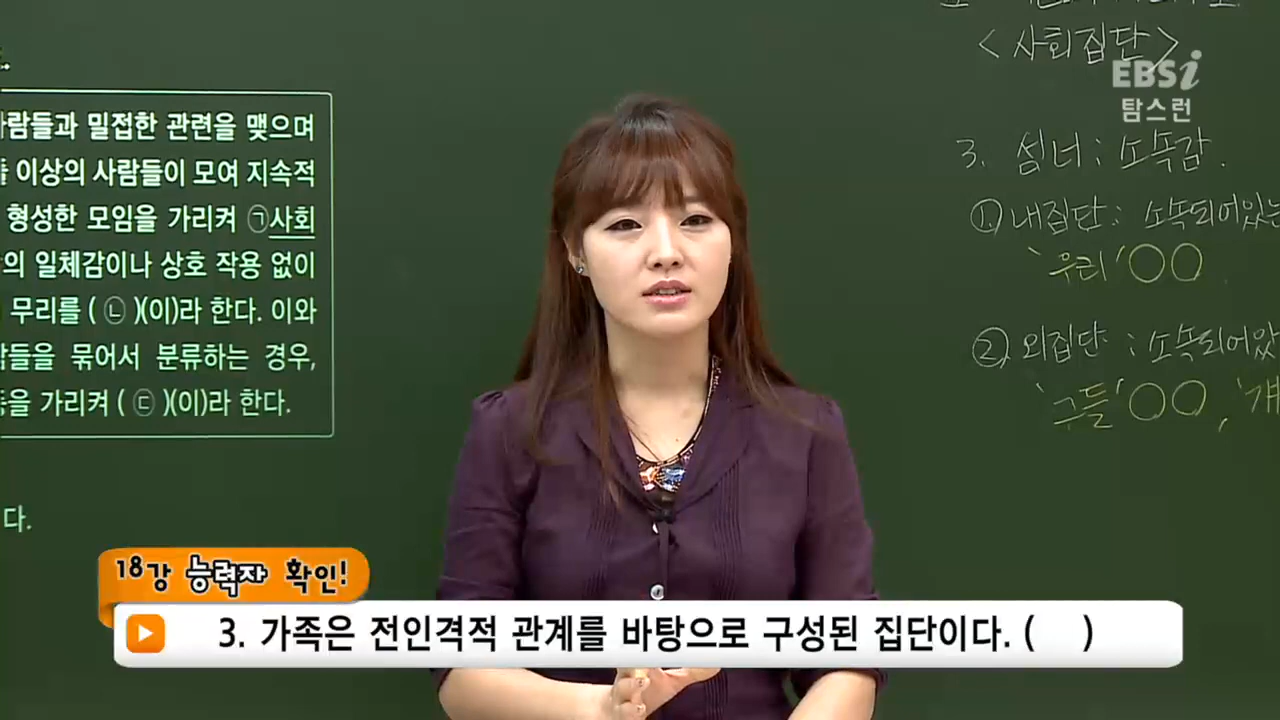 <사회집단>
EBSi
탐스런
사람들과 밀접한 관련을 맺으며
이상의 사람들이 모여 지속적
형성한 모임을 가리켜 ㉠사회
의 일체감이나 상호 작용 없이
무리를 ( ㉡ )(이)라 한다. 이와
람들을 묶어서 분류하는 경우,
등을 가리켜 ( ㉢ )(이)라 한다.
다.
3. 섬너 : 소속감.
① 내집단 : 소속되어있는
'우리' ○○
② 외집단 : 소속되어있
'그들' ○○, '걔
18강 능력자 확인!
3. 가족은 전인격적 관계를 바탕으로 구성된 집단이다. ( )